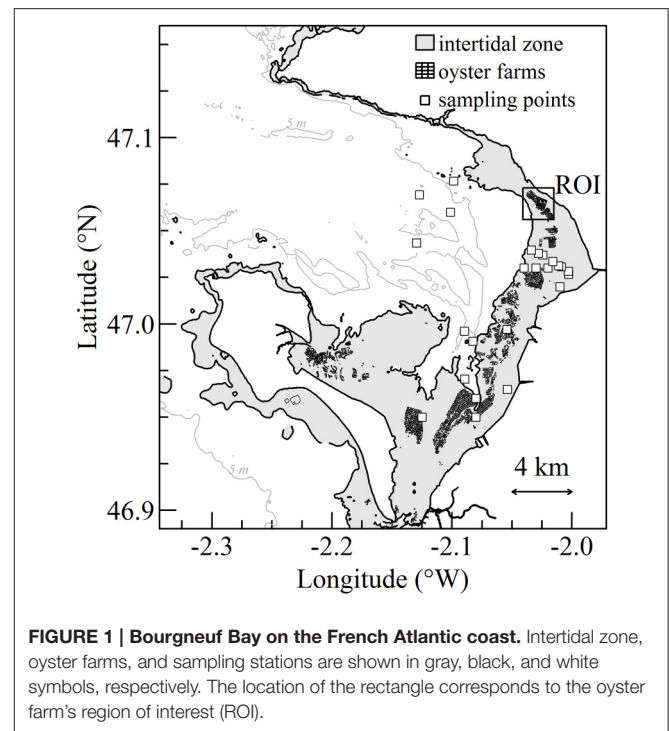 intertidal zone
oyster farms
sampling points
5 m
ROI
47.1
47.0
46.9
Latitude (°N)
5 m
4 km
-2.3 -2.2 -2.1 -2.0
Longitude (°W)
FIGURE 1 | Bourgneuf Bay on the French Atlantic coast. Intertidal zone,
oyster farms, and sampling stations are shown in gray, black, and white
symbols, respectively. The location of the rectangle corresponds to the oyster
farm's region of interest (ROI).